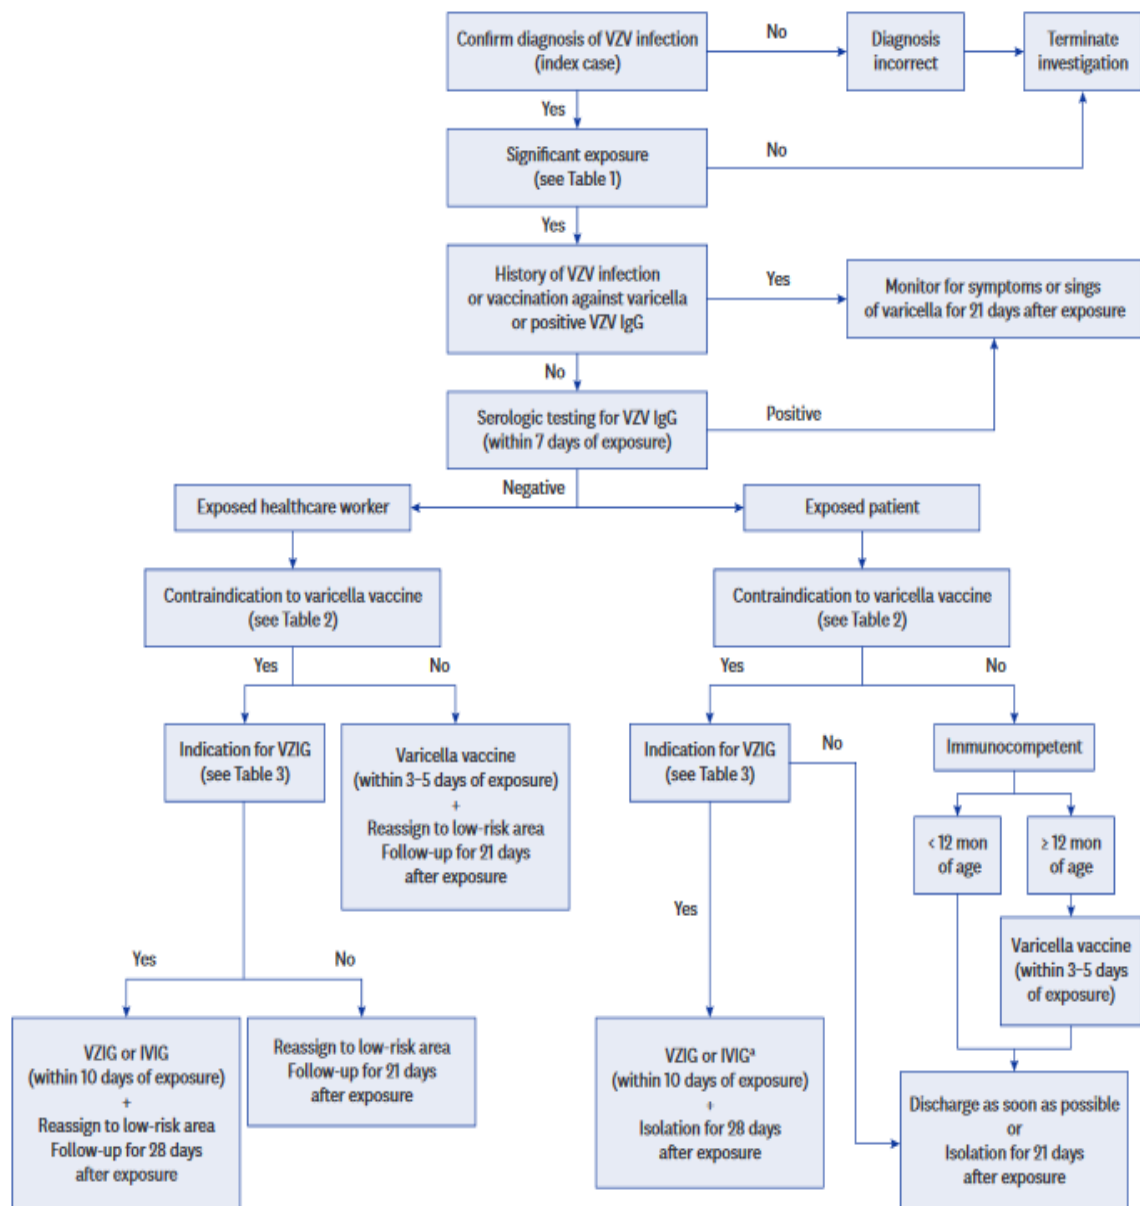 Confirm diagnosis of VZV infection
(index case)
No
Diagnosis
incorrect
Terminate
investigation
Yes
Significant exposure
(see Table 1)
No
Yes
History of VZV infection
or vaccination against varicella
or positive VZV IgG
Yes
Monitor for symptoms or sings
of varicella for 21 days after exposure
No
Serologic testing for VZV IgG
(within 7 days of exposure)
Positive
Negative
Exposed healthcare worker
Exposed patient
Contraindication to varicella vaccine
(see Table 2)
Contraindication to varicella vaccine
(see Table 2)
Yes
No
Yes
No
Indication for VZIG
(see Table 3)
Varicella vaccine
(within 3–5 days of exposure)
+
Reassign to low-risk area
Follow-up for 21 days
after exposure
Indication for VZIG
(see Table 3)
No
Immunocompetent
< 12 mon
of age
≥ 12 mon
of age
Yes
Varicella vaccine
(within 3–5 days
of exposure)
Yes
No
VZIG or IVIG
(within 10 days of exposure)
+
Reassign to low-risk area
Follow-up for 28 days
after exposure
Reassign to low-risk area
Follow-up for 21 days
after exposure
VZIG or IVIGª
(within 10 days of exposure)
+
Isolation for 28 days
after exposure
Discharge as soon as possible
or
Isolation for 21 days
after exposure